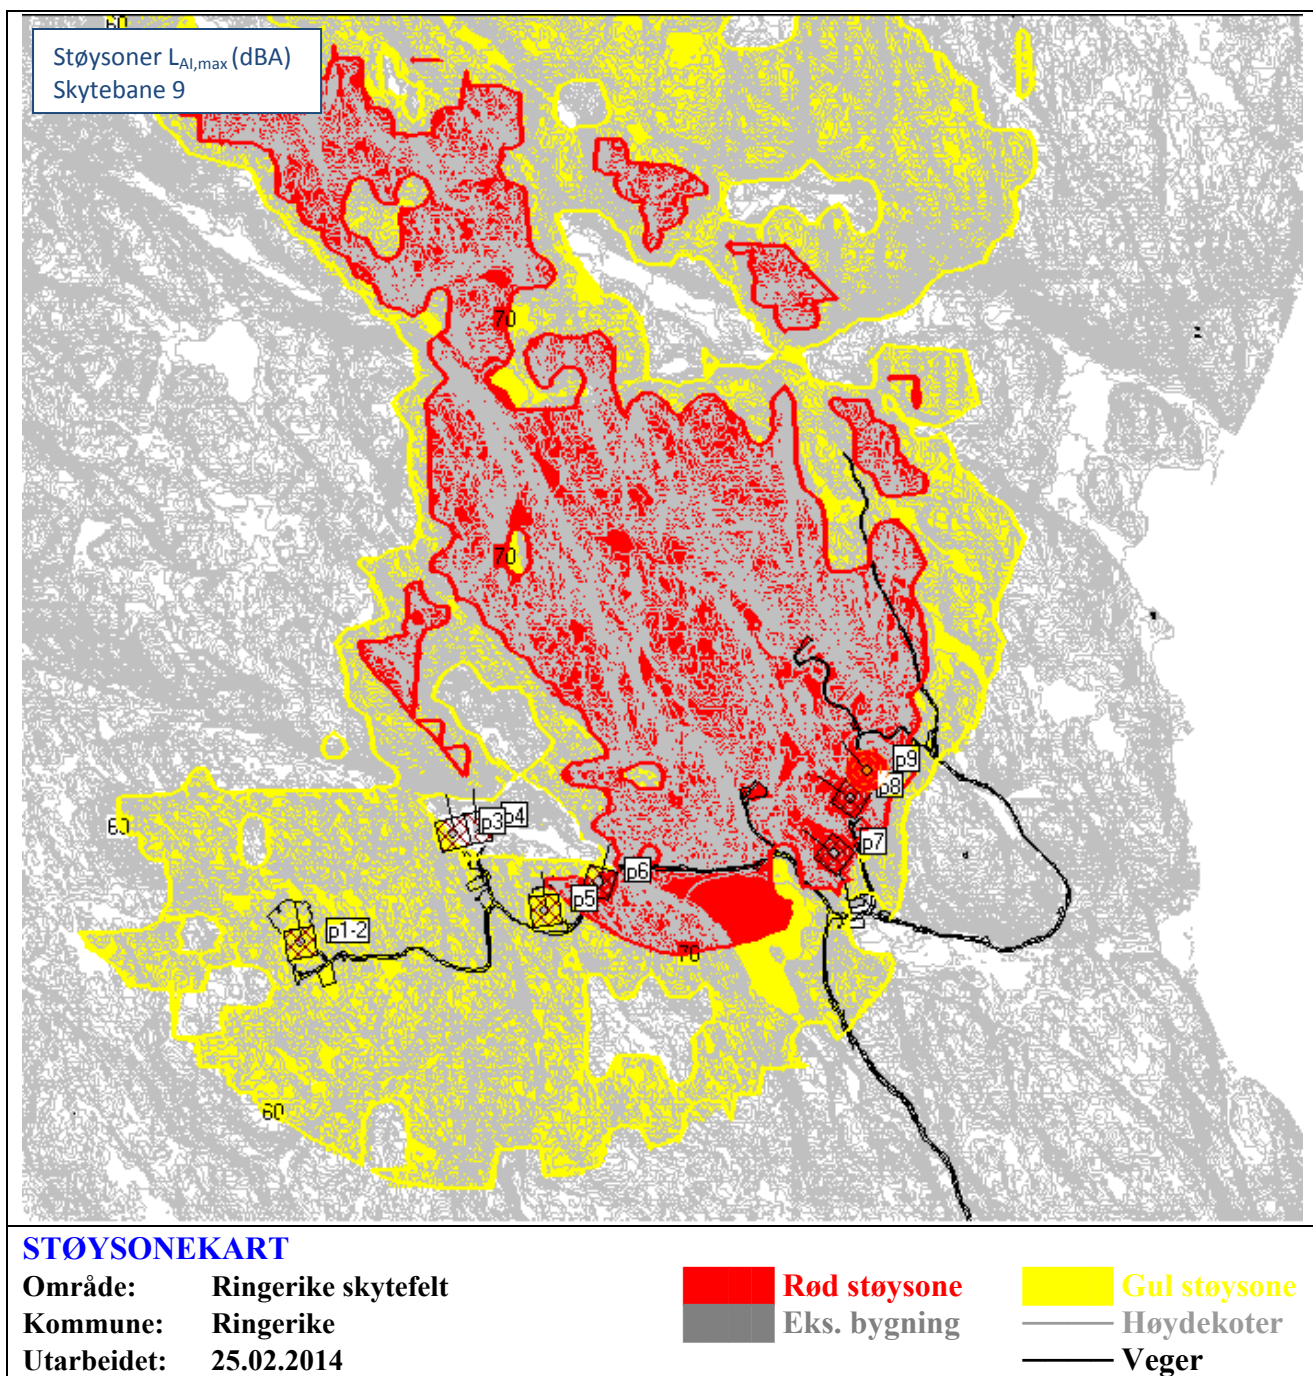 60
Støysoner LAI,max (dBA)
Skytebane 9
70
70
p9
p8
p4
p3
60
p7
p6
p5
p1-2
70
60
STØYSONEKART
Område: Ringerike skytefelt
Kommune: Ringerike
Utarbeidet: 25.02.2014
Rød støysone
Eks. bygning
Gul støysone
Høydekoter
Veger